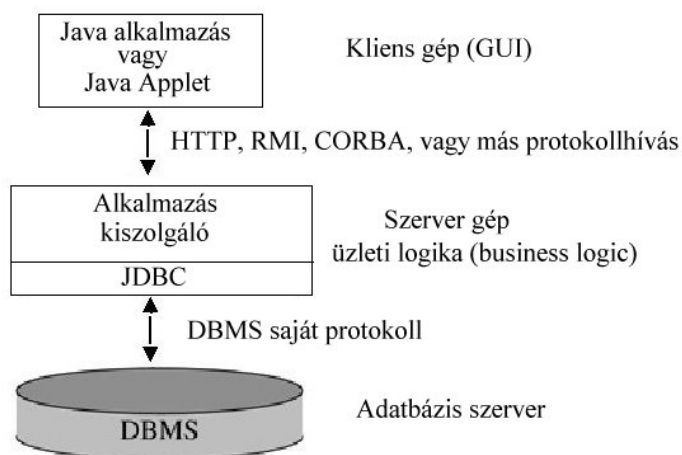 Java alkalmazás
vagy
Java Applet
Kliens gép (GUI)
HTTP, RMI, CORBA, vagy más protokollhívás
Alkalmazás
kiszolgáló
JDBC
Szerver gép
üzleti logika (business logic)
DBMS saját protokoll
DBMS
Adatbázis szerver